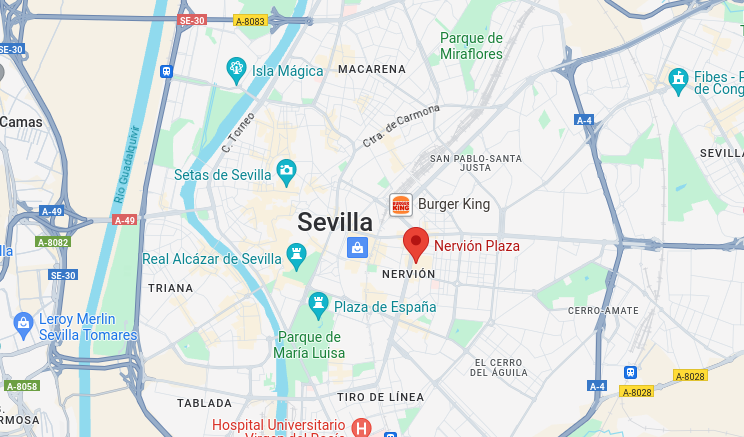 SE-30
A-8083
Parque de
Miraflores
SE-30
Isla Mágica
MACARENA
Fibes - P
de Cong
Camas
C. Torneo
Ctra. de Carmona
A-4
Río Guadalquivir
SAN PABLO-SANTA
JUSTA
SEVILL
Setas de Sevilla
A-49
A-49
BURGER
KING
Burger King
Sevilla
A-8082
lla
Nervión Plaza
Real Alcázar de Sevilla
SE-30
NERVIÓN
TRIANA
Plaza de España
CERRO-AMATE
Leroy Merlin
Sevilla Tomares
Parque de
María Luisa
EL CERRO
DEL ÁGUILA
A-8058
A-4
A-8028
A-8028
TABLADA
TIRO DE LÍNEA
RMOSA
Hospital Universitario
Virgen del Rocío
H